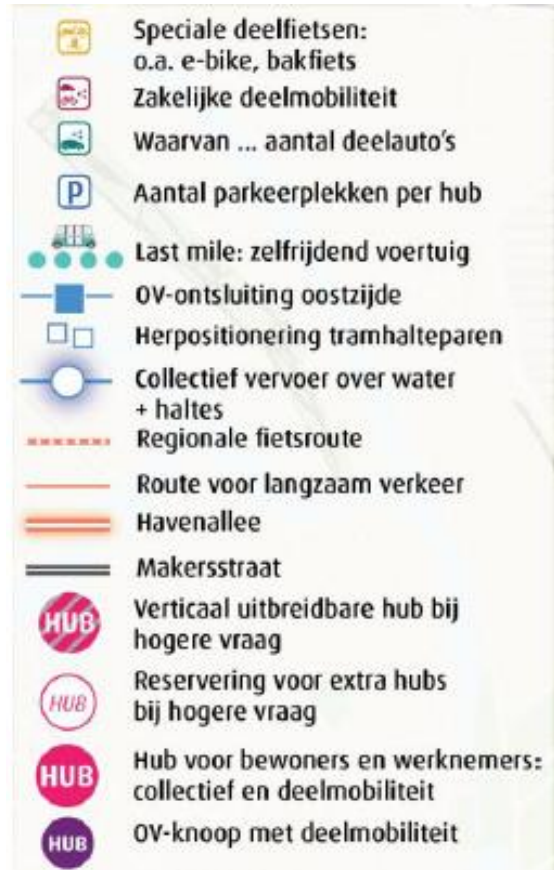 Speciale deelfietsen:
o.a. e-bike, bakfiets
Zakelijke deelmobiliteit
Waarvan ... aantal deelauto's
P Aantal parkeerplekken per hub
Last mile: zelfrijdend voertuig
OV-ontsluiting oostzijde
Herpositionering tramhalteparen
Collectief vervoer over water
+ haltes
Regionale fietsroute
Route voor langzaam verkeer
Havenallee
Makersstraat
HUB Verticaal uitbreidbare hub bij
hogere vraag
HUB Reservering voor extra hubs
bij hogere vraag
HUB Hub voor bewoners en werknemers:
collectief en deelmobiliteit
HUB OV-knoop met deelmobiliteit